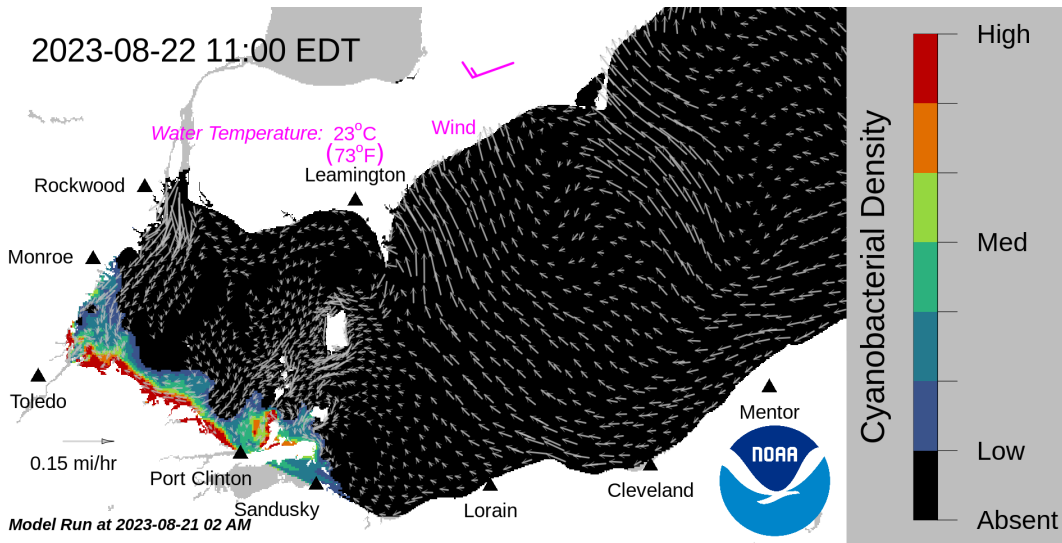 2023-08-22 11:00 EDT
High
Wind
Water Temperature: 23°C
(73°F)
Leamington
Rockwood
Monroe
Med
Cyanobacterial Density
Toledo
Mentor
0.15 mi/hr
NOAA
Low
Port Clinton
Cleveland
Sandusky
Lorain
Model Run at 2023-08-21 02 AM
Absent